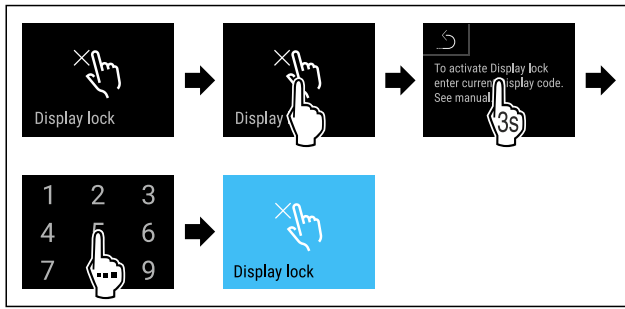 Display lock
Display
To activate Display lock
enter current display code.
See manual
3s
1 2 3
4 5 6
7 9
Display lock